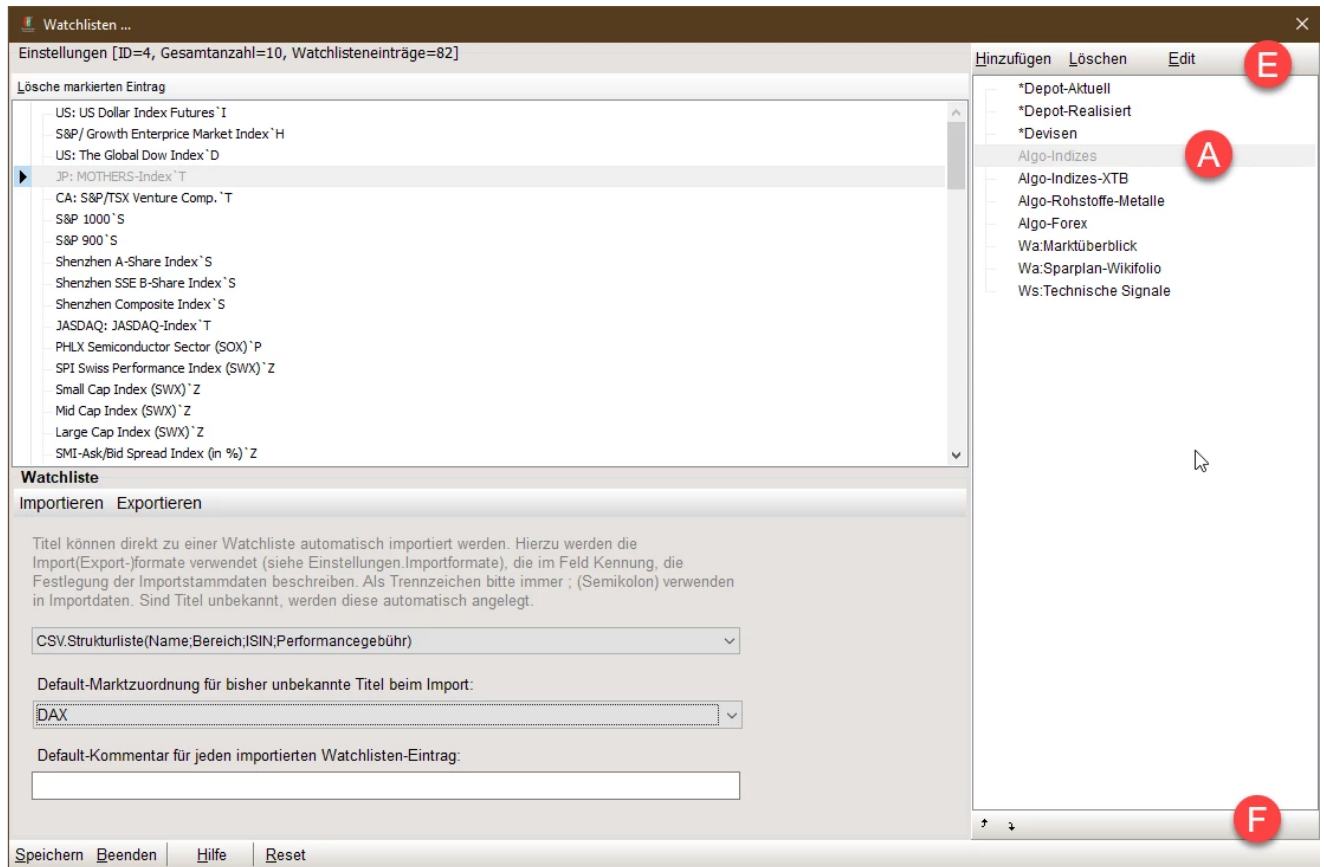 Watchlisten ...
Einstellungen [ID=4, Gesamtanzahl=10, Watchlisteneinträge=82]
Lösche markierten Eintrag
US: US Dollar Index Futures`I
S&P/ Growth Enterprice Market Index`H
US: The Global Dow Index`D
JP: MOTHERS-Index`T
CA: S&P/TSX Venture Comp.`T
S&P 1000`S
S&P 900`S
Shenzhen A-Share Index`S
Shenzhen SSE B-Share Index`S
Shenzhen Composite Index`S
JASDAQ: JASDAQ-Index`T
PHLX Semiconductor Sector (SOX)`P
SPI Swiss Performance Index (SWX)`Z
Small Cap Index (SWX)`Z
Mid Cap Index (SWX)`Z
Large Cap Index (SWX)`Z
SMI-Ask/Bid Spread Index (in %)`Z
Watchliste
Importieren Exportieren
Titel können direkt zu einer Watchliste automatisch importiert werden. Hierzu werden die
Import(Export-)formate verwendet (siehe Einstellungen.Importformate), die im Feld Kennung, die
Festlegung der Importstammdaten beschreiben. Als Trennzeichen bitte immer ; (Semikolon) verwenden
in Importdaten. Sind Titel unbekannt, werden diese automatisch angelegt.
CSV.Strukturliste(Name;Bereich;ISIN;Performancegebühr)
Default-Marktzuordnung für bisher unbekannte Titel beim Import:
DAX
Default-Kommentar für jeden importierten Watchlisten-Eintrag:
Speichern Beenden Hilfe Reset
Hinzufügen Löschen Edit E
*Depot-Aktuell
*Depot-Realisiert
*Devisen
Algo-Indizes A
Algo-Indizes-XTB
Algo-Rohstoffe-Metalle
Algo-Forex
Wa:Marktüberblick
Wa:Sparplan-Wikifolio
Ws:Technische Signale
F